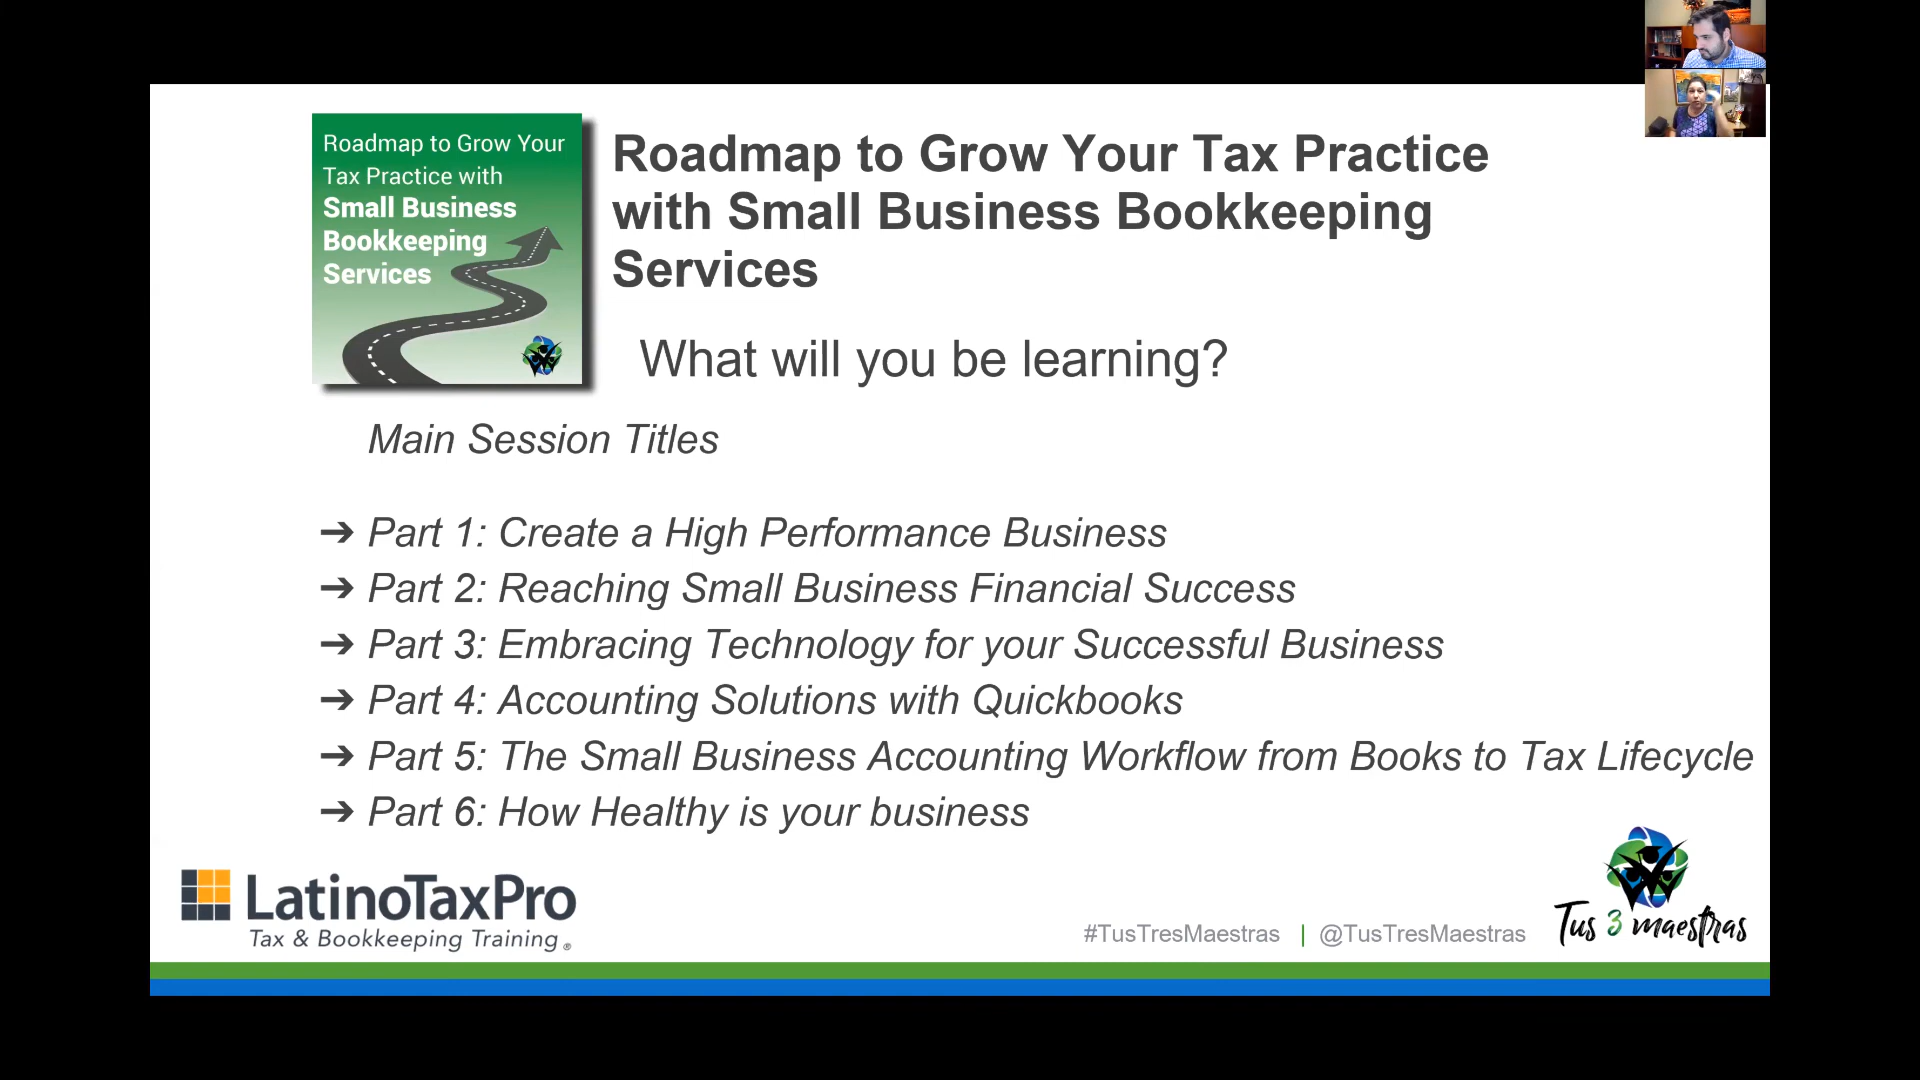 Roadmap to Grow Your
Tax Practice with
Small Business
Bookkeeping
Services
Roadmap to Grow Your Tax Practice
with Small Business Bookkeeping
Services
What will you be learning?
Main Session Titles
➔ Part 1: Create a High Performance Business
➔ Part 2: Reaching Small Business Financial Success
➔ Part 3: Embracing Technology for your Successful Business
➔ Part 4: Accounting Solutions with Quickbooks
➔ Part 5: The Small Business Accounting Workflow from Books to Tax Lifecycle
➔ Part 6: How Healthy is your business
LatinoTaxPro
Tax & Bookkeeping Training®
#TusTresMaestras | @TusTresMaestras
Tus 3 maestras